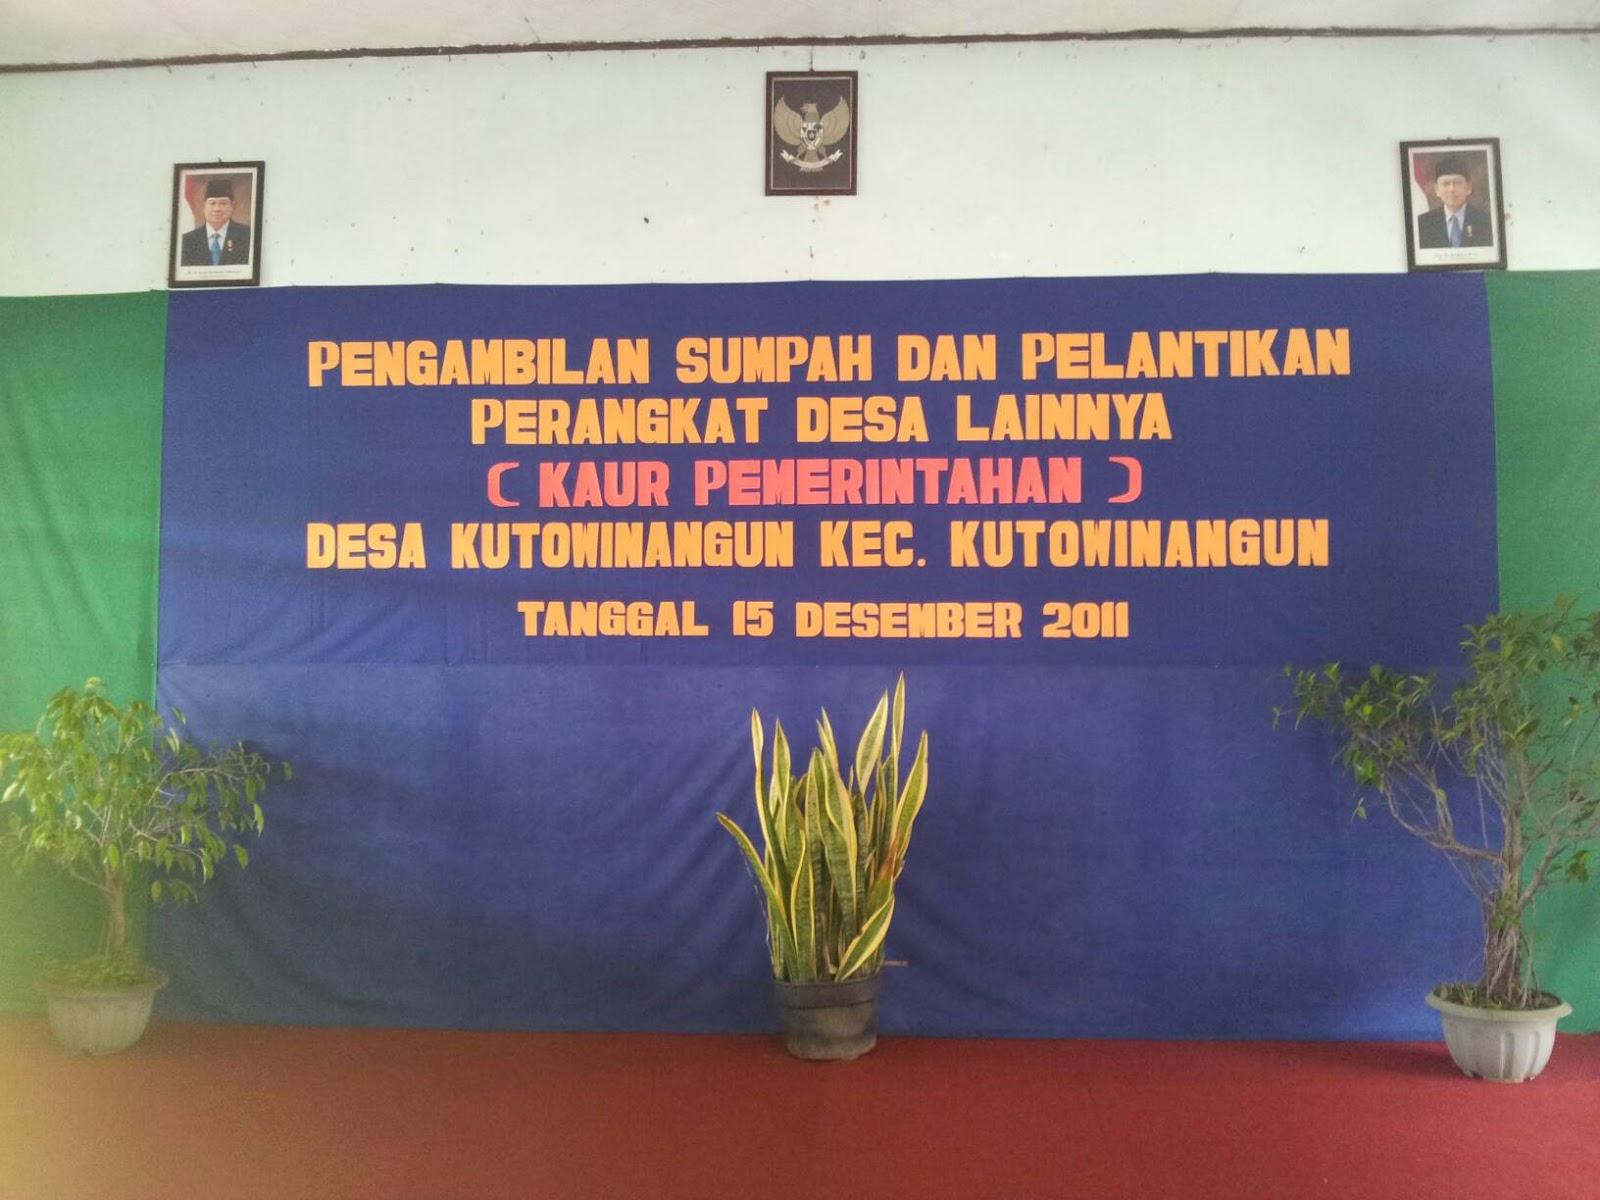 PENGAMBILAN SUMPAH DAN PELANTIKAN
PERANGKAT DESA LAINNYA
( KAUR PEMERINTAHAN )
DESA KUTOWINANGUN KEC. KUTOWINANGUN
TANGGAL 15 DESEMBER 2011